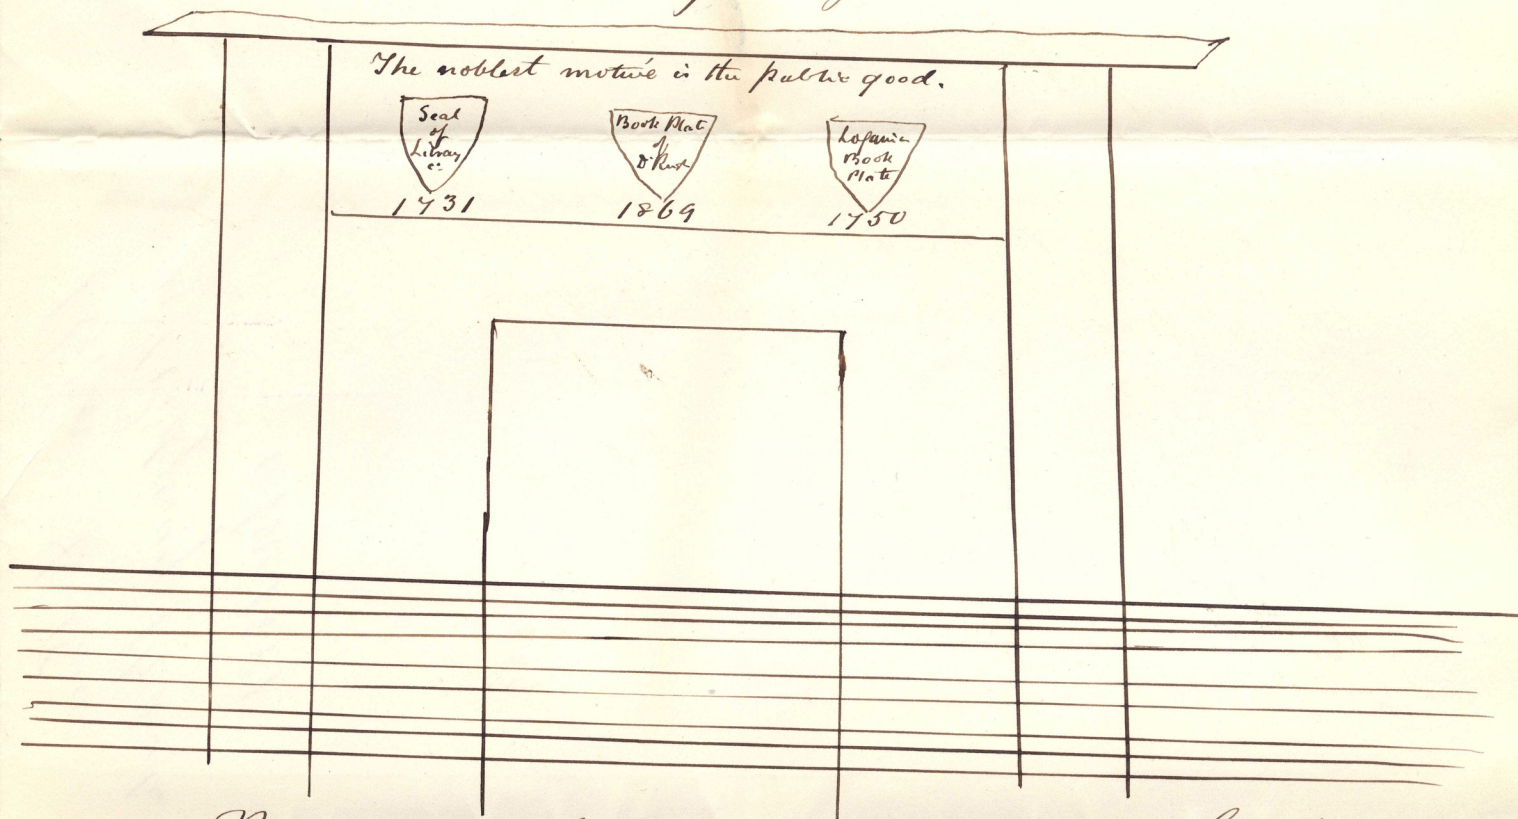 The noblest motive is the public good.
Seal
of
Library
Co
1731
Book Plate
of
Dr Rush
1869
Loganian
Book
Plate
1750